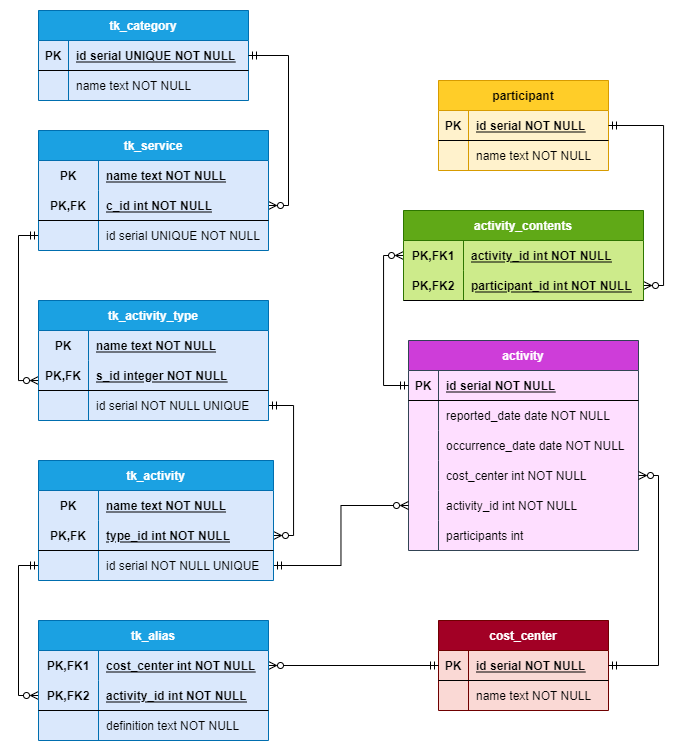 tk_category
PK id serial UNIQUE NOT NULL
name text NOT NULL
tk_service
PK name text NOT NULL
PK,FK c_id int NOT NULL
id serial UNIQUE NOT NULL
tk_activity_type
PK name text NOT NULL
PK,FK s_id integer NOT NULL
id serial NOT NULL UNIQUE
tk_activity
PK name text NOT NULL
PK,FK type_id int NOT NULL
id serial NOT NULL UNIQUE
tk_alias
PK,FK1 cost_center int NOT NULL
PK,FK2 activity_id int NOT NULL
definition text NOT NULL
participant
PK id serial NOT NULL
name text NOT NULL
activity_contents
PK,FK1 activity_id int NOT NULL
PK,FK2 participant_id int NOT NULL
activity
PK id serial NOT NULL
reported_date date NOT NULL
occurrence_date date NOT NULL
cost_center int NOT NULL
activity_id int NOT NULL
participants int
cost_center
PK id serial NOT NULL
name text NOT NULL